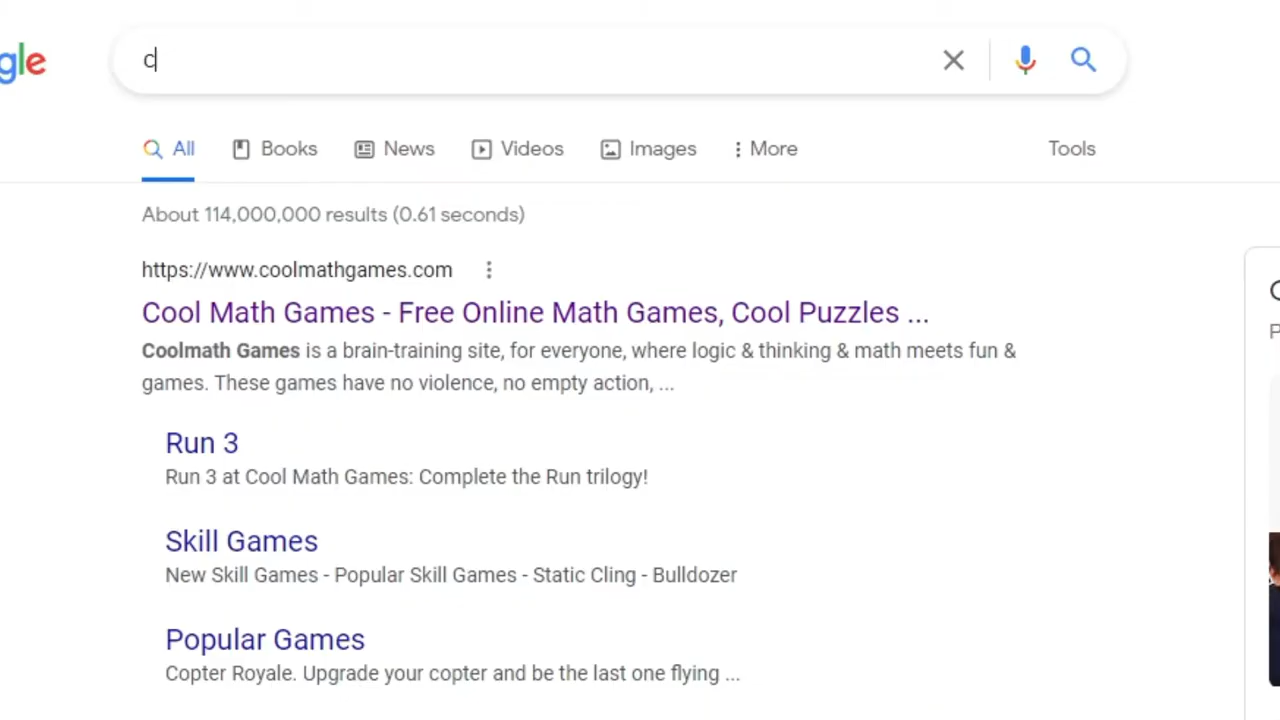 gle
c
All Books News Videos Images More Tools
About 114,000,000 results (0.61 seconds)
https://www.coolmathgames.com
Cool Math Games - Free Online Math Games, Cool Puzzles ...
Coolmath Games is a brain-training site, for everyone, where logic & thinking & math meets fun &
games. These games have no violence, no empty action, ...
Run 3
Run 3 at Cool Math Games: Complete the Run trilogy!
Skill Games
New Skill Games - Popular Skill Games - Static Cling - Bulldozer
Popular Games
Copter Royale. Upgrade your copter and be the last one flying ...